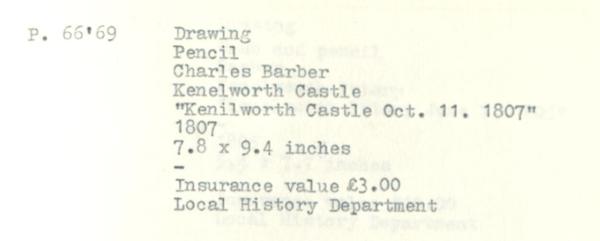 P. 66'69 Drawing
Pencil
Charles Barber
Kenelworth Castle
"Kenilworth Castle Oct. 11. 1807"
1807
7.8 x 9.4 inches
-
Insurance value £3.00
Local History Department